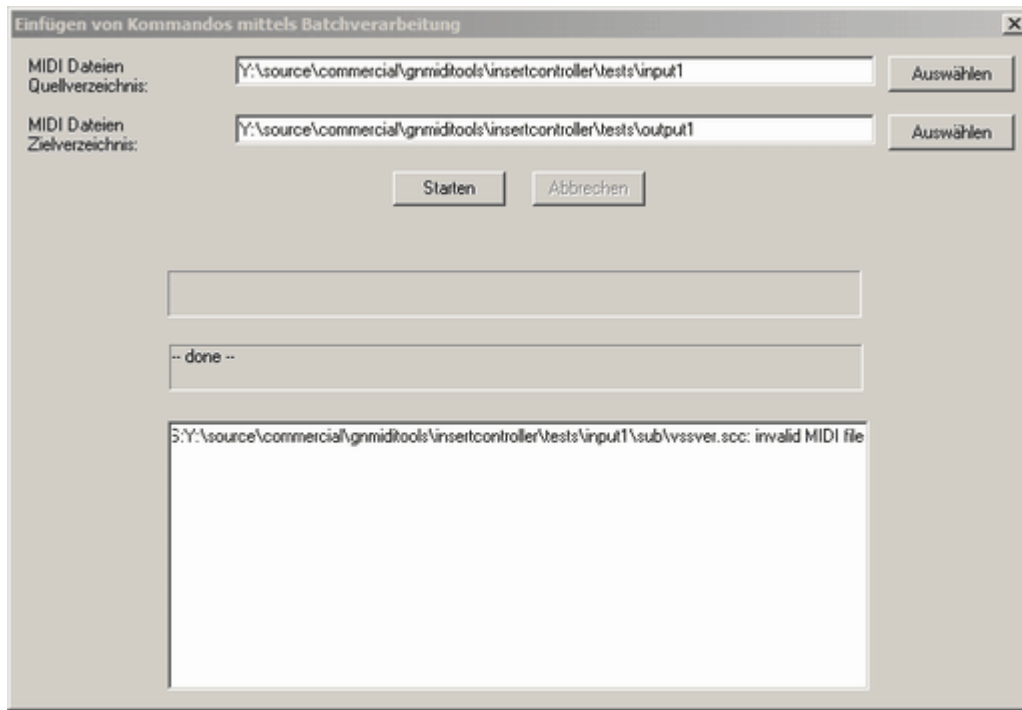 Einfügen von Kommandos mittels Batchverarbeitung
MIDI Dateien
Quellverzeichnis:
Y:\source\commercial\gnmiditools\insertcontroller\tests\input1
Auswählen
MIDI Dateien
Zielverzeichnis:
Y:\source\commercial\gnmiditools\insertcontroller\tests\output1
Auswählen
Starten
Abbrechen
-- done --
S:Y:\source\commercial\gnmiditools\insertcontroller\tests\input1\sub\vssver.scc: invalid MIDI file